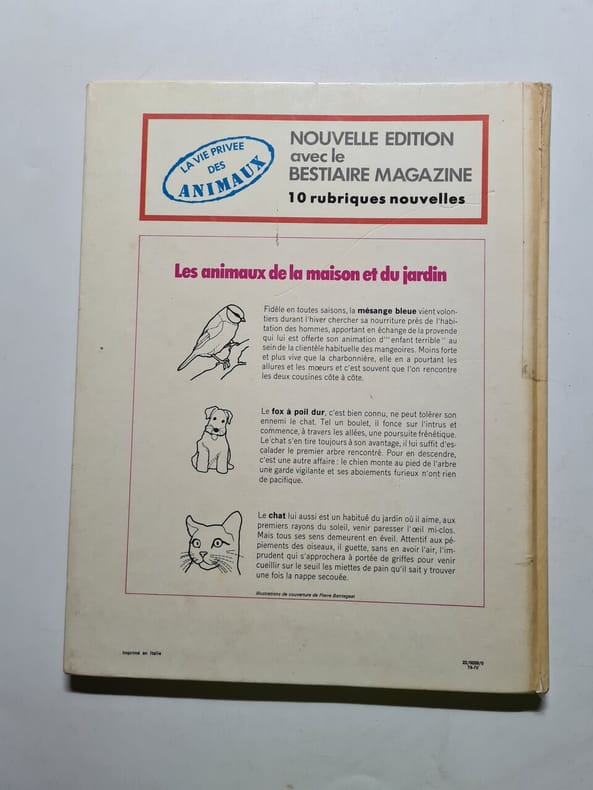 LA VIE PRIVEE
DES
ANIMAUX
NOUVELLE EDITION
avec le
BESTIAIRE MAGAZINE
10 rubriques nouvelles
Les animaux de la maison et du jardin
Fidèle en toutes saisons, la mésange bleue vient volon-
tiers durant l'hiver chercher sa nourriture près de l'habi-
tation des hommes, apportant en échange de la provende
qui lui est offerte son animation d'"enfant terrible" au
sein de la clientèle habituelle des mangeoires. Moins forte
et plus vive que la charbonnière, elle en a pourtant les
allures et les mœurs et c'est souvent que l'on rencontre
les deux cousines côte à côte.
Le fox à poil dur, c'est bien connu, ne peut tolérer son
ennemi le chat. Tel un boulet, il fonce sur l'intrus et
commence, à travers les allées, une poursuite frénétique.
Le chat s'en tire toujours à son avantage, il lui suffit d'es-
calader le premier arbre rencontré. Pour en descendre,
c'est une autre affaire : le chien monte au pied de l'arbre
une garde vigilante et ses aboiements furieux n'ont rien
de pacifique.
Le chat lui aussi est un habitué du jardin où il aime, aux
premiers rayons du soleil, venir paresser l'œil mi-clos.
Mais tous ses sens demeurent en éveil. Attentif aux pé-
piements des oiseaux, il guette, sans en avoir l'air, l'im-
prudent qui s'approchera à portée de griffes pour venir
cueillir sur le seuil les miettes de pain qu'il sait y trouver
une fois la nappe secouée.
Illustrations de couverture de Pierre
Imprimé en Italie